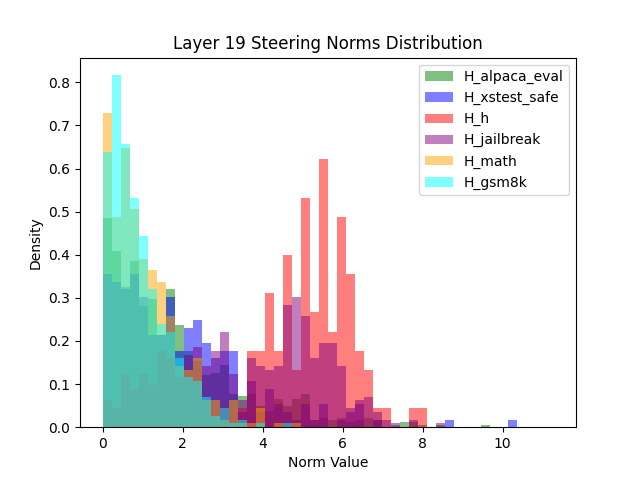 Layer 19 Steering Norms Distribution
H_alpaca_eval
H_xstest_safe
H_h
H_jailbreak
H_math
H_gsm8k
Density
0.8
0.7
0.6
0.5
0.4
0.3
0.2
0.1
0.0
0 2 4 6 8 10
Norm Value